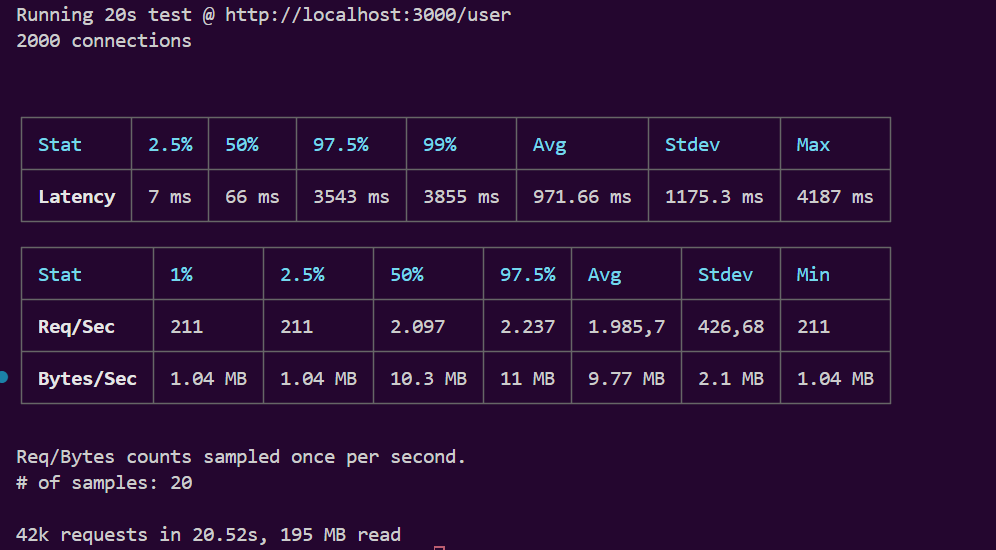 Running 20s test @ http://localhost:3000/user
2000 connections
Stat 2.5% 50% 97.5% 99% Avg Stdev Max
Latency 7 ms 66 ms 3543 ms 3855 ms 971.66 ms 1175.3 ms 4187 ms
Stat 1% 2.5% 50% 97.5% Avg Stdev Min
Req/Sec 211 211 2.097 2.237 1.985,7 426,68 211
Bytes/Sec 1.04 MB 1.04 MB 10.3 MB 11 MB 9.77 MB 2.1 MB 1.04 MB
Req/Bytes counts sampled once per second.
# of samples: 20
42k requests in 20.52s, 195 MB read